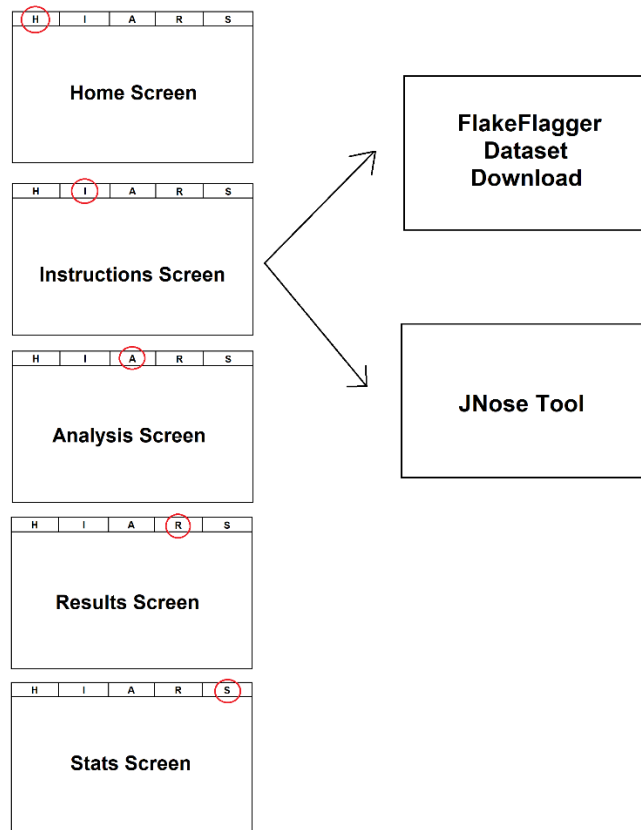 H I A R S
Home Screen
H I A R S
Instructions Screen
H I A R S
Analysis Screen
H I A R S
Results Screen
H I A R S
Stats Screen
FlakeFlagger
Dataset
Download
JNose Tool